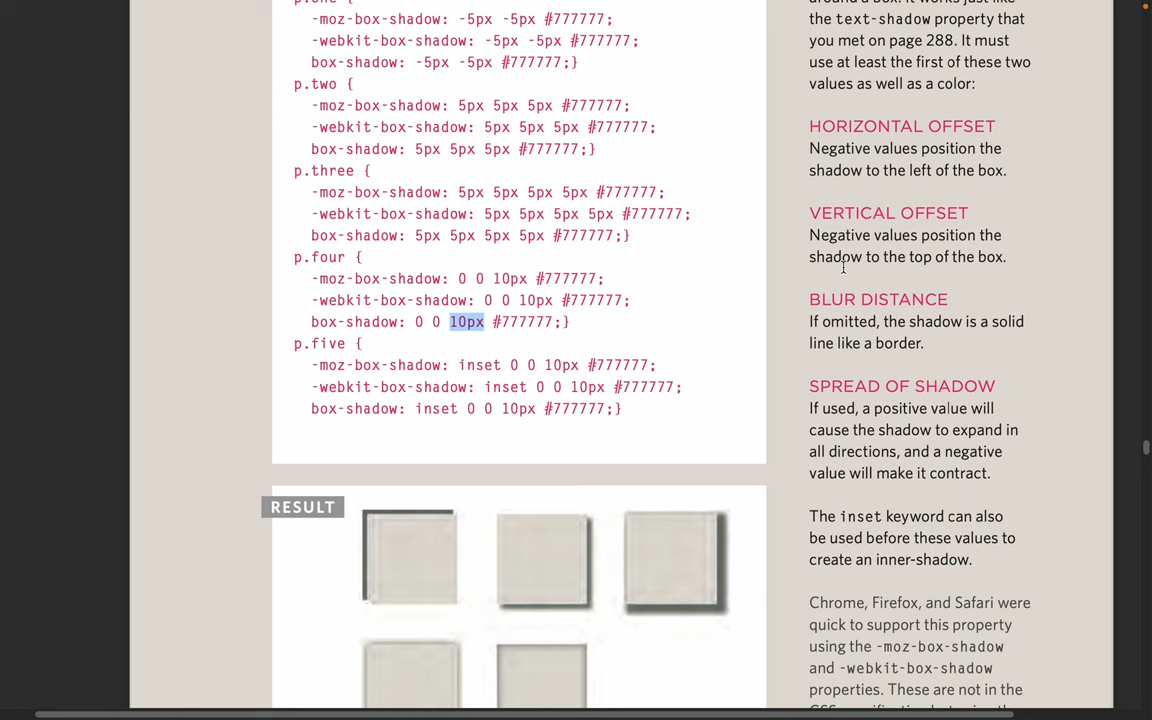 p.one {
-moz-box-shadow: -5px -5px #777777;
-webkit-box-shadow: -5px -5px #777777;
box-shadow: -5px -5px #777777;}
p.two {
-moz-box-shadow: 5px 5px 5px #777777;
-webkit-box-shadow: 5px 5px 5px #777777;
box-shadow: 5px 5px 5px #777777;}
p.three {
-moz-box-shadow: 5px 5px 5px 5px #777777;
-webkit-box-shadow: 5px 5px 5px 5px #777777;
box-shadow: 5px 5px 5px 5px #777777;}
p.four {
-moz-box-shadow: 0 0 10px #777777;
-webkit-box-shadow: 0 0 10px #777777;
box-shadow: 0 0 10px #777777;}
p.five {
-moz-box-shadow: inset 0 0 10px #777777;
-webkit-box-shadow: inset 0 0 10px #777777;
box-shadow: inset 0 0 10px #777777;}
RESULT
around a box. It works just like
the text-shadow property that
you met on page 288. It must
use at least the first of these two
values as well as a color:
HORIZONTAL OFFSET
Negative values position the
shadow to the left of the box.
VERTICAL OFFSET
Negative values position the
shadow to the top of the box.
BLUR DISTANCE
If omitted, the shadow is a solid
line like a border.
SPREAD OF SHADOW
If used, a positive value will
cause the shadow to expand in
all directions, and a negative
value will make it contract.
The inset keyword can also
be used before these values to
create an inner-shadow.
Chrome, Firefox, and Safari were
quick to support this property
using the -moz-box-shadow
and -webkit-box-shadow
properties. These are not in the